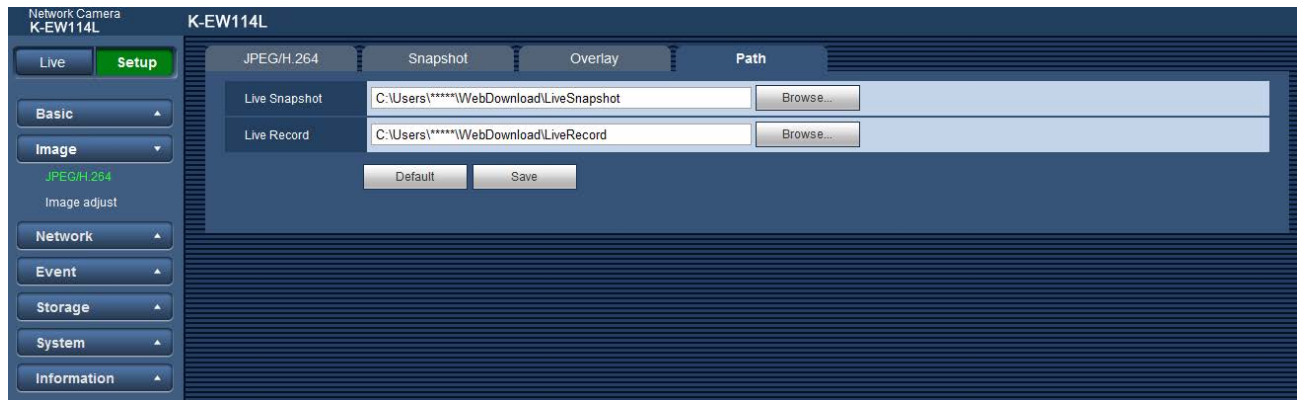 Network Camera
K-EW114L
K-EW114L
Live Setup
JPEG/H.264 Snapshot Overlay Path
Live Snapshot C:\Users\*****\WebDownload\LiveSnapshot Browse...
Live Record C:\Users\*****\WebDownload\LiveRecord Browse...
Default Save
Basic
Image
JPEG/H.264
Image adjust
Network
Event
Storage
System
Information